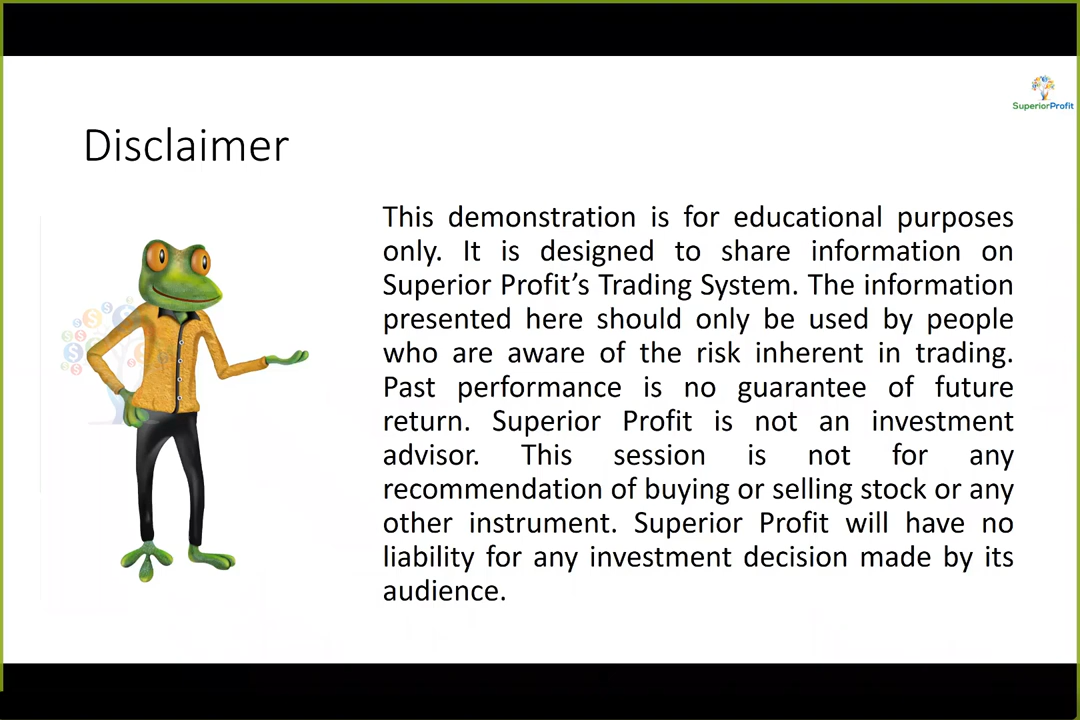 SuperiorProfit
Disclaimer
This demonstration is for educational purposes
only. It is designed to share information on
Superior Profit’s Trading System. The information
presented here should only be used by people
who are aware of the risk inherent in trading.
Past performance is no guarantee of future
return. Superior Profit is not an investment
advisor. This session is not for any
recommendation of buying or selling stock or any
other instrument. Superior Profit will have no
liability for any investment decision made by its
audience.